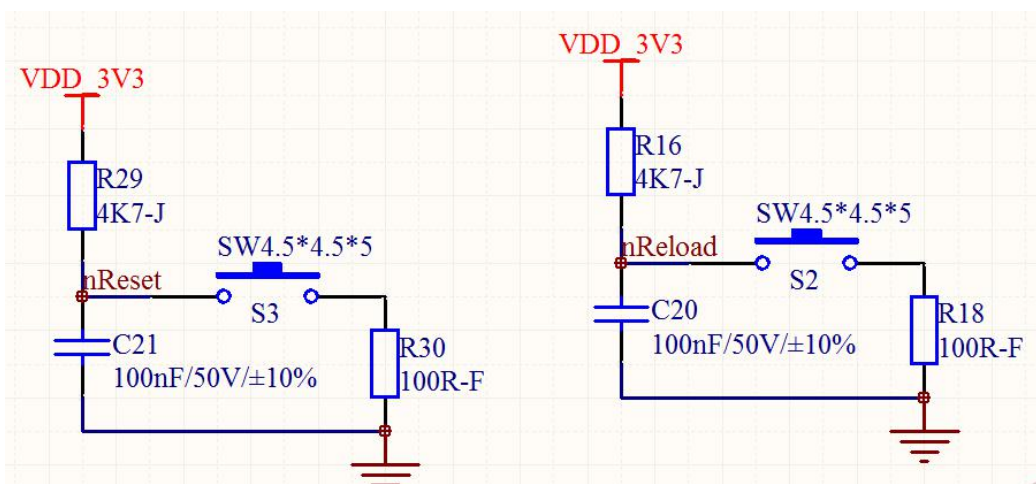 VDD_3V3
R29
4K7-J
SW4.5*4.5*5
nReset
S3
C21
100nF/50V/±10%
R30
100R-F
VDD_3V3
R16
4K7-J
SW4.5*4.5*5
nReload
S2
C20
100nF/50V/±10%
R18
100R-F